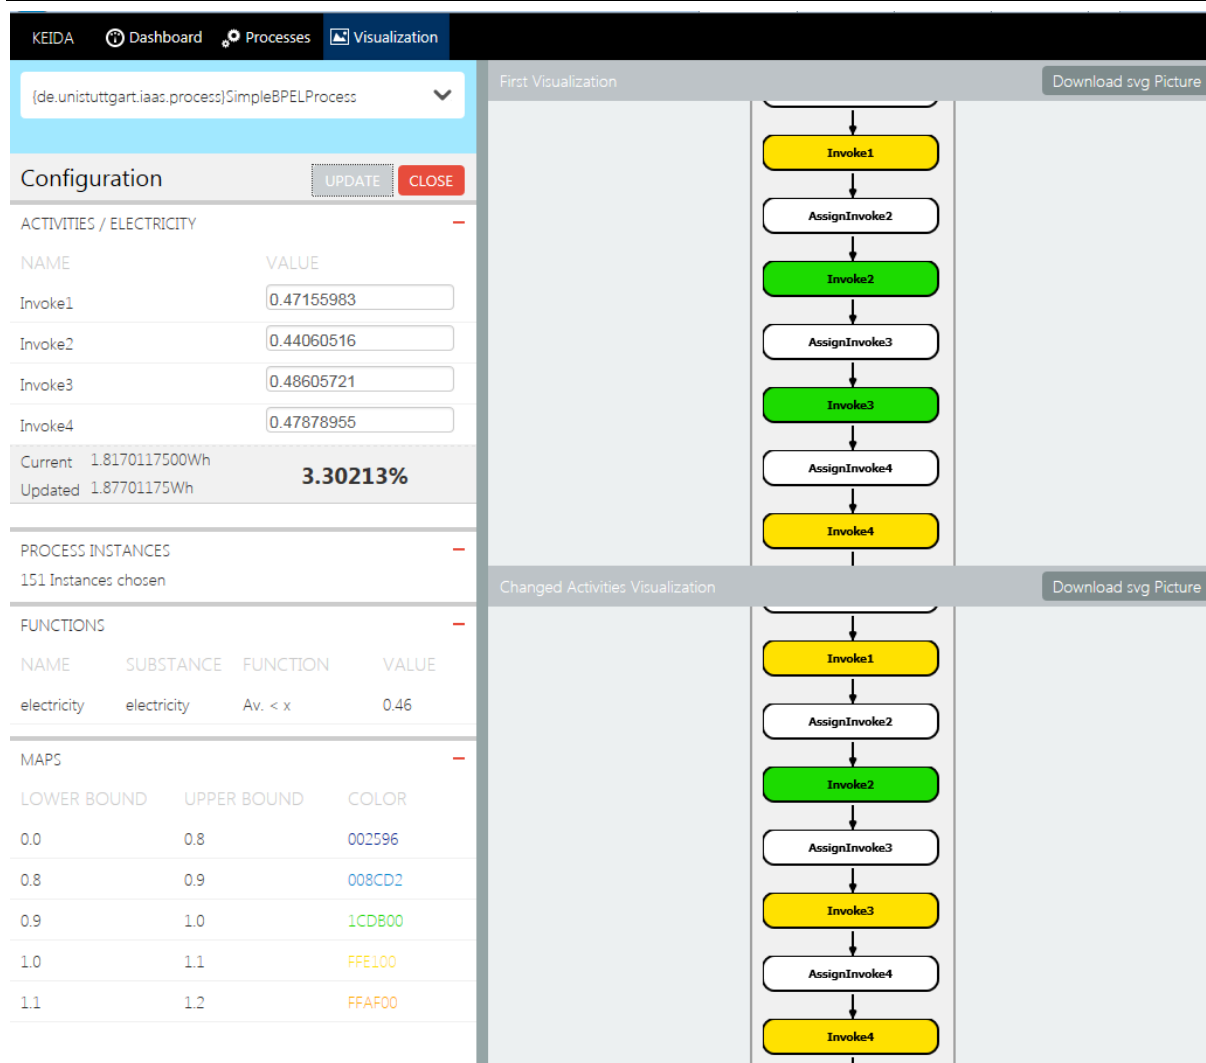 KEIDA Dashboard Processes Visualization
{de.unistuttgart.iaas.process}SimpleBPELProcess
Configuration UPDATE CLOSE
ACTIVITIES / ELECTRICITY
NAME VALUE
Invoke1 0.47155983
Invoke2 0.44060516
Invoke3 0.48605721
Invoke4 0.47878955
Current 1.8170117500Wh
Updated 1.87701175Wh
3.30213%
PROCESS INSTANCES
151 Instances chosen
FUNCTIONS
NAME SUBSTANCE FUNCTION VALUE
electricity electricity Av. < x 0.46
MAPS
LOWER BOUND UPPER BOUND COLOR
0.0 0.8 002596
0.8 0.9 008CD2
0.9 1.0 1CDB00
1.0 1.1 FFE100
1.1 1.2 FFAF00
First Visualization Download svg Picture
Invoke1
AssignInvoke2
Invoke2
AssignInvoke3
Invoke3
AssignInvoke4
Invoke4
Changed Activities Visualization Download svg Picture
Invoke1
AssignInvoke2
Invoke2
AssignInvoke3
Invoke3
AssignInvoke4
Invoke4